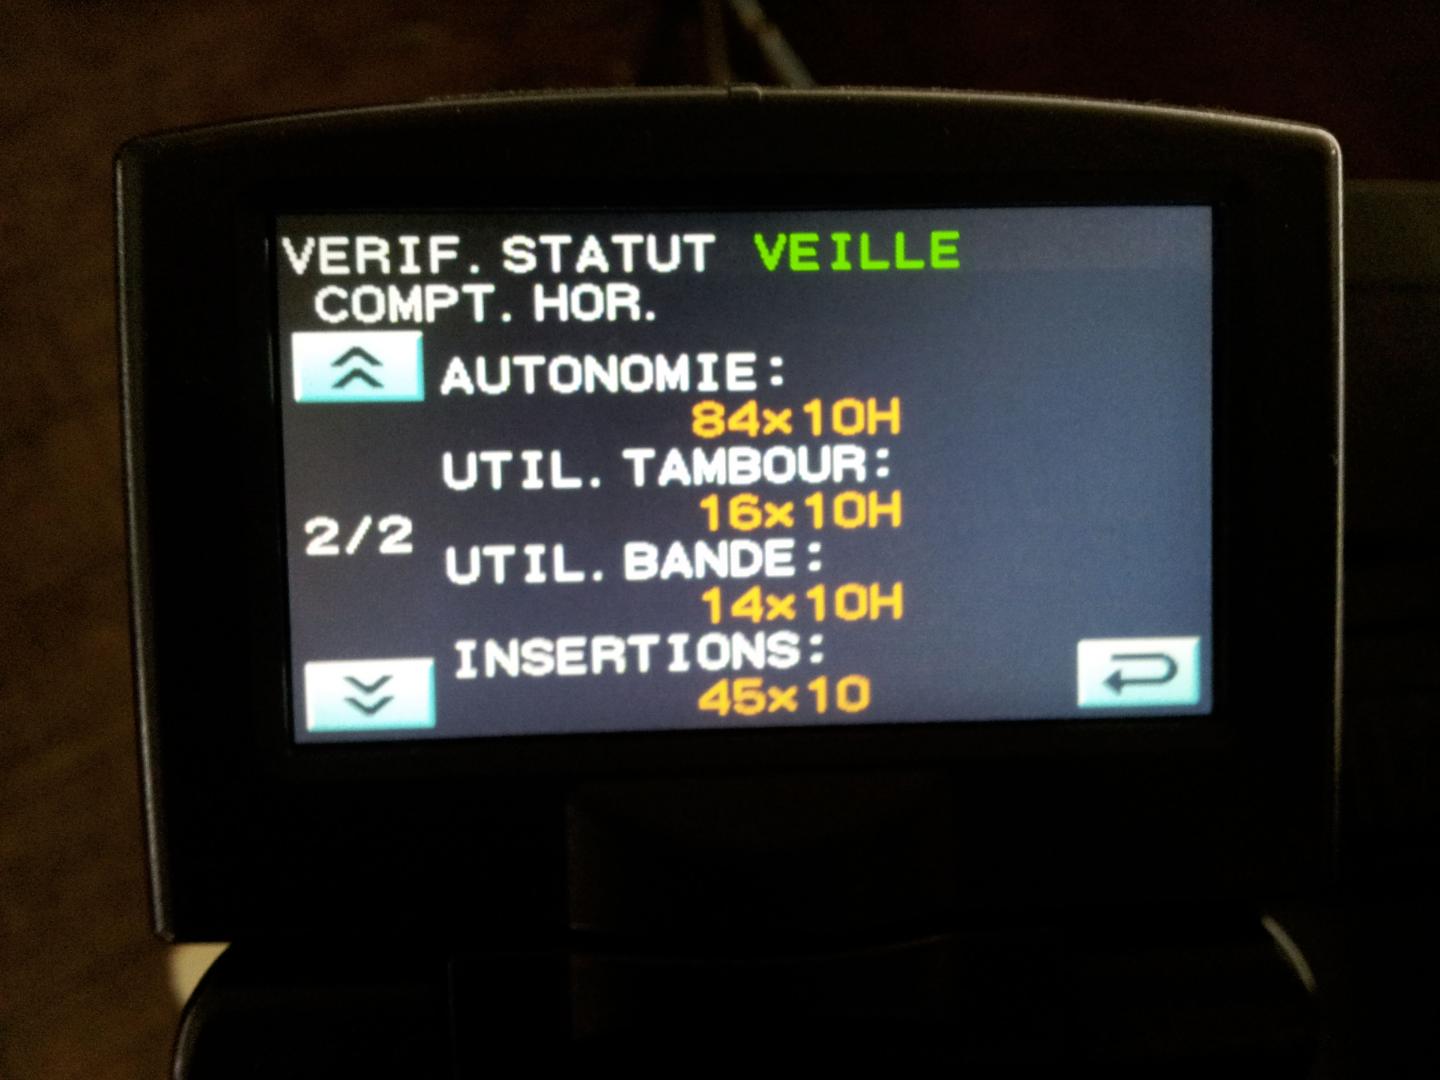 VERIF. STATUT VEILLE
COMPT. HOR.
AUTONOMIE:
84x10H
UTIL. TAMBOUR:
16x10H
2/2
UTIL. BANDE:
14x10H
INSERTIONS:
45x10